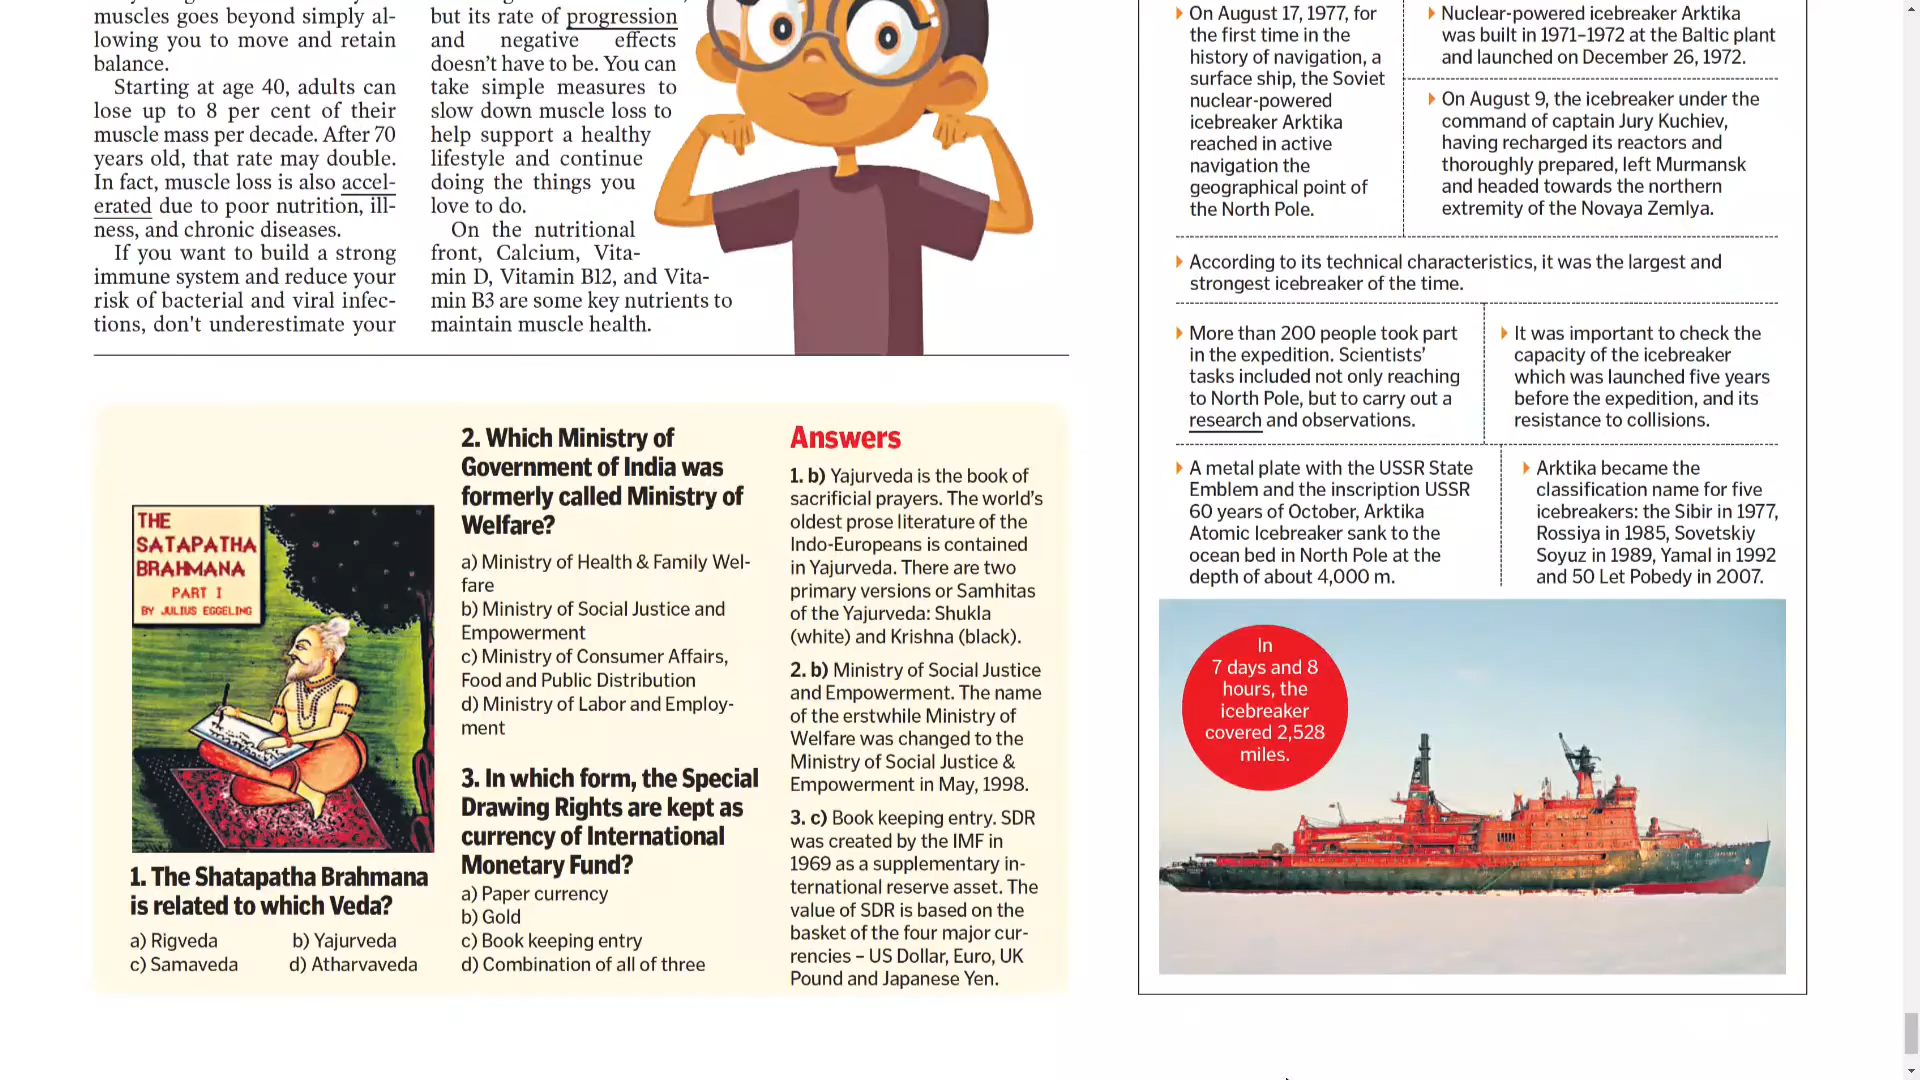 muscles goes beyond simply al-
lowing you to move and retain
balance.
Starting at age 40, adults can
lose up to 8 per cent of their
muscle mass per decade. After 70
years old, that rate may double.
In fact, muscle loss is also accel-
erated due to poor nutrition, ill-
ness, and chronic diseases.
If you want to build a strong
immune system and reduce your
risk of bacterial and viral infec-
tions, don't underestimate your
but its rate of progression
and negative effects
doesn’t have to be. You can
take simple measures to
slow down muscle loss to
help support a healthy
lifestyle and continue
doing the things you
love to do.
On the nutritional
front, Calcium, Vita-
min D, Vitamin B12, and Vita-
min B3 are some key nutrients to
maintain muscle health.
THE
SATAPATHA
BRAHMANA
PART I
BY JULIUS EGGELING
1. The Shatapatha Brahmana
is related to which Veda?
a) Rigveda b) Yajurveda
c) Samaveda d) Atharvaveda
2. Which Ministry of
Government of India was
formerly called Ministry of
Welfare?
a) Ministry of Health & Family Wel-
fare
b) Ministry of Social Justice and
Empowerment
c) Ministry of Consumer Affairs,
Food and Public Distribution
d) Ministry of Labor and Employ-
ment
3. In which form, the Special
Drawing Rights are kept as
currency of International
Monetary Fund?
a) Paper currency
b) Gold
c) Book keeping entry
d) Combination of all of three
Answers
1. b) Yajurveda is the book of
sacrificial prayers. The world’s
oldest prose literature of the
Indo-Europeans is contained
in Yajurveda. There are two
primary versions or Samhitas
of the Yajurveda: Shukla
(white) and Krishna (black).
2. b) Ministry of Social Justice
and Empowerment. The name
of the erstwhile Ministry of
Welfare was changed to the
Ministry of Social Justice &
Empowerment in May, 1998.
3. c) Book keeping entry. SDR
was created by the IMF in
1969 as a supplementary in-
ternational reserve asset. The
value of SDR is based on the
basket of the four major cur-
rencies – US Dollar, Euro, UK
Pound and Japanese Yen.
On August 17, 1977, for
the first time in the
history of navigation, a
surface ship, the Soviet
nuclear-powered
icebreaker Arktika
reached in active
navigation the
geographical point of
the North Pole.
Nuclear-powered icebreaker Arktika
was built in 1971–1972 at the Baltic plant
and launched on December 26, 1972.
On August 9, the icebreaker under the
command of captain Jury Kuchiev,
having recharged its reactors and
thoroughly prepared, left Murmansk
and headed towards the northern
extremity of the Novaya Zemlya.
According to its technical characteristics, it was the largest and
strongest icebreaker of the time.
More than 200 people took part
in the expedition. Scientists’
tasks included not only reaching
to North Pole, but to carry out a
research and observations.
It was important to check the
capacity of the icebreaker
which was launched five years
before the expedition, and its
resistance to collisions.
A metal plate with the USSR State
Emblem and the inscription USSR
60 years of October, Arktika
Atomic Icebreaker sank to the
ocean bed in North Pole at the
depth of about 4,000 m.
Arktika became the
classification name for five
icebreakers: the Sibir in 1977,
Rossiya in 1985, Sovetskiy
Soyuz in 1989, Yamal in 1992
and 50 Let Pobedy in 2007.
In
7 days and 8
hours, the
icebreaker
covered 2,528
miles.